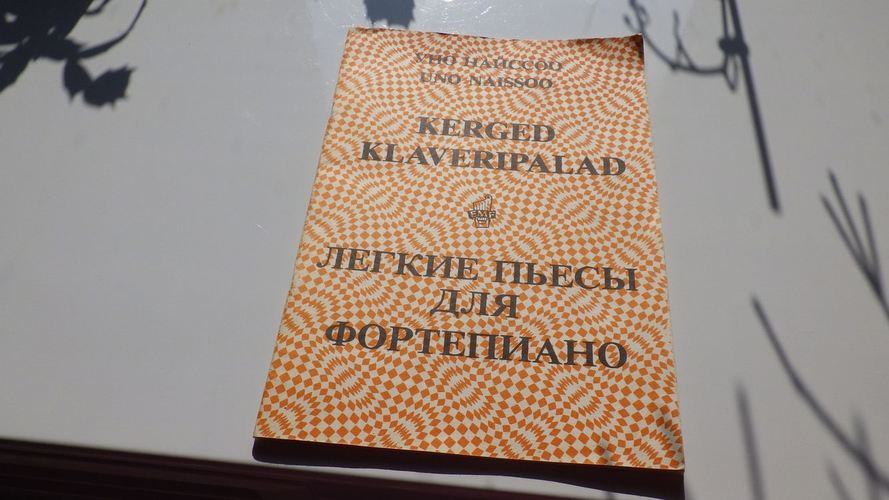 УНО НАЙССОО
UNO NAISSOO
KERGED
KLAVERIPALAD
ЛЕГКИЕ ПЬЕСЫ
ДЛЯ
ФОРТЕПИАНО